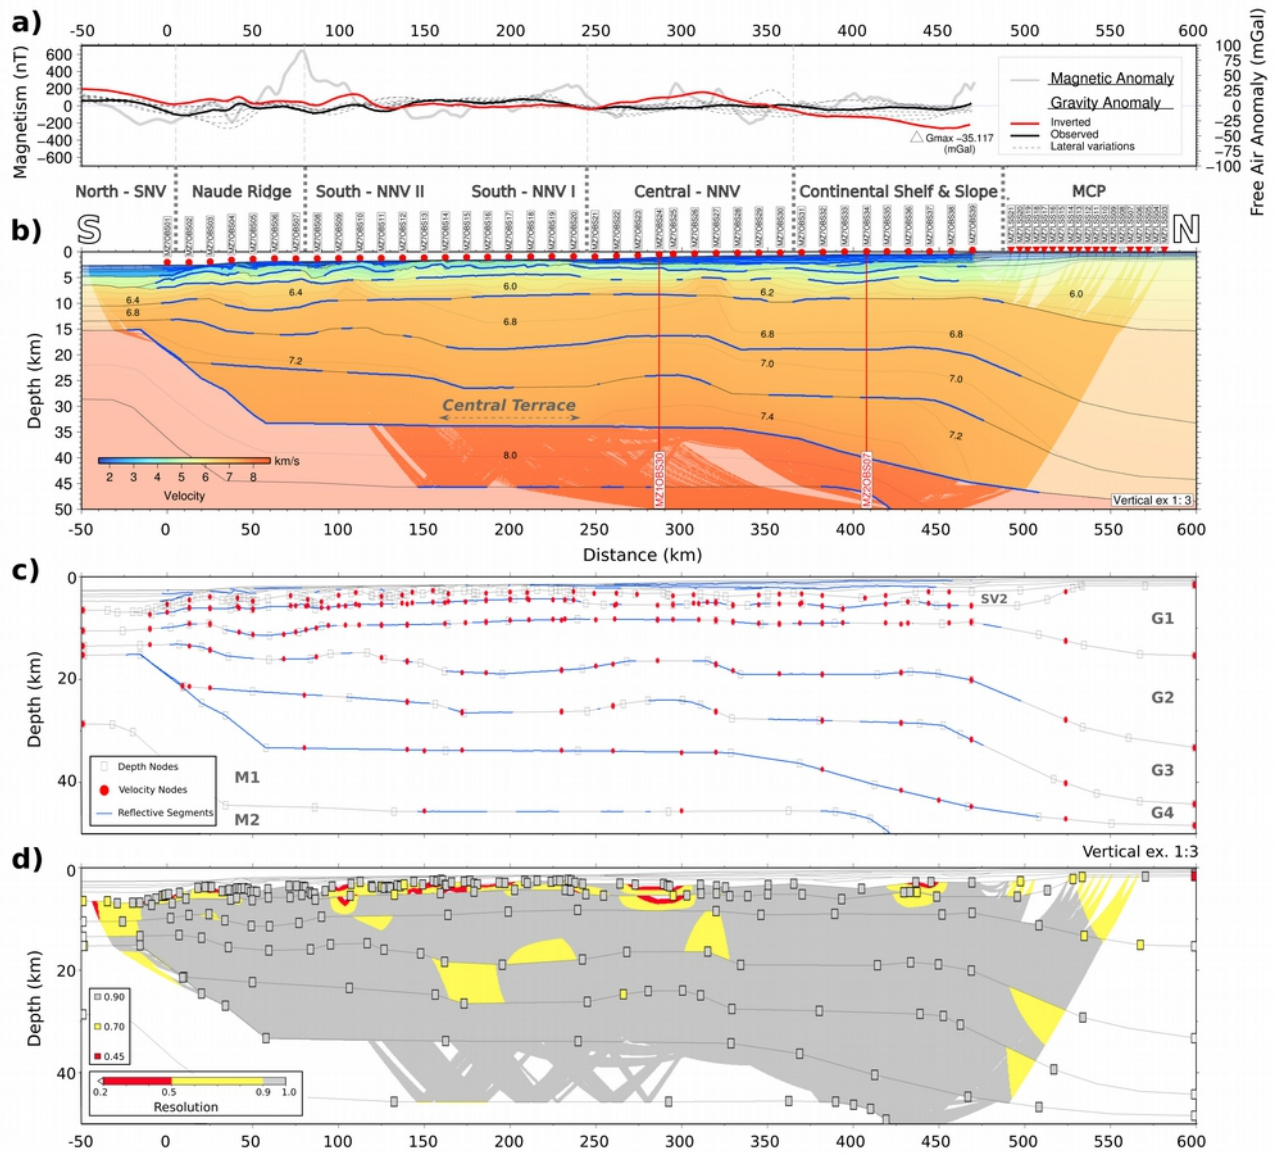 a)
-50 0 50 100 150 200 250 300 350 400 450 500 550 600
Magnetism (nT)
600
400
200
0
−200
−400
−600
100
75
50
25
0
−25
−50
−75
−100
Free Air Anomaly (mGal)
Magnetic Anomaly
Gravity Anomaly
Inverted
Observed
Lateral variations
Gmax −35.117
(mGal)
North - SNV Naude Ridge South - NNV II South - NNV I Central - NNV Continental Shelf & Slope MCP
b)
S N
Depth (km)
0
5
10
15
20
25
30
35
40
45
50
6.4
6.8
6.4
7.2
6.0
6.8
8.0
6.2
6.8
7.0
7.4
6.8
7.0
7.2
6.0
Central Terrace
MZ1OBS30
MZ2OBS07
km/s
2 3 4 5 6 7 8
Velocity
Vertical ex 1: 3
-50 0 50 100 150 200 250 300 350 400 450 500 550 600
Distance (km)
c)
Depth (km)
0
20
40
SV2
G1
G2
G3
G4
M1
M2
Depth Nodes
Velocity Nodes
Reflective Segments
Vertical ex. 1:3
d)
Depth (km)
0
20
40
0.90
0.70
0.45
0.2 0.5 0.9 1.0
Resolution
-50 0 50 100 150 200 250 300 350 400 450 500 550 600